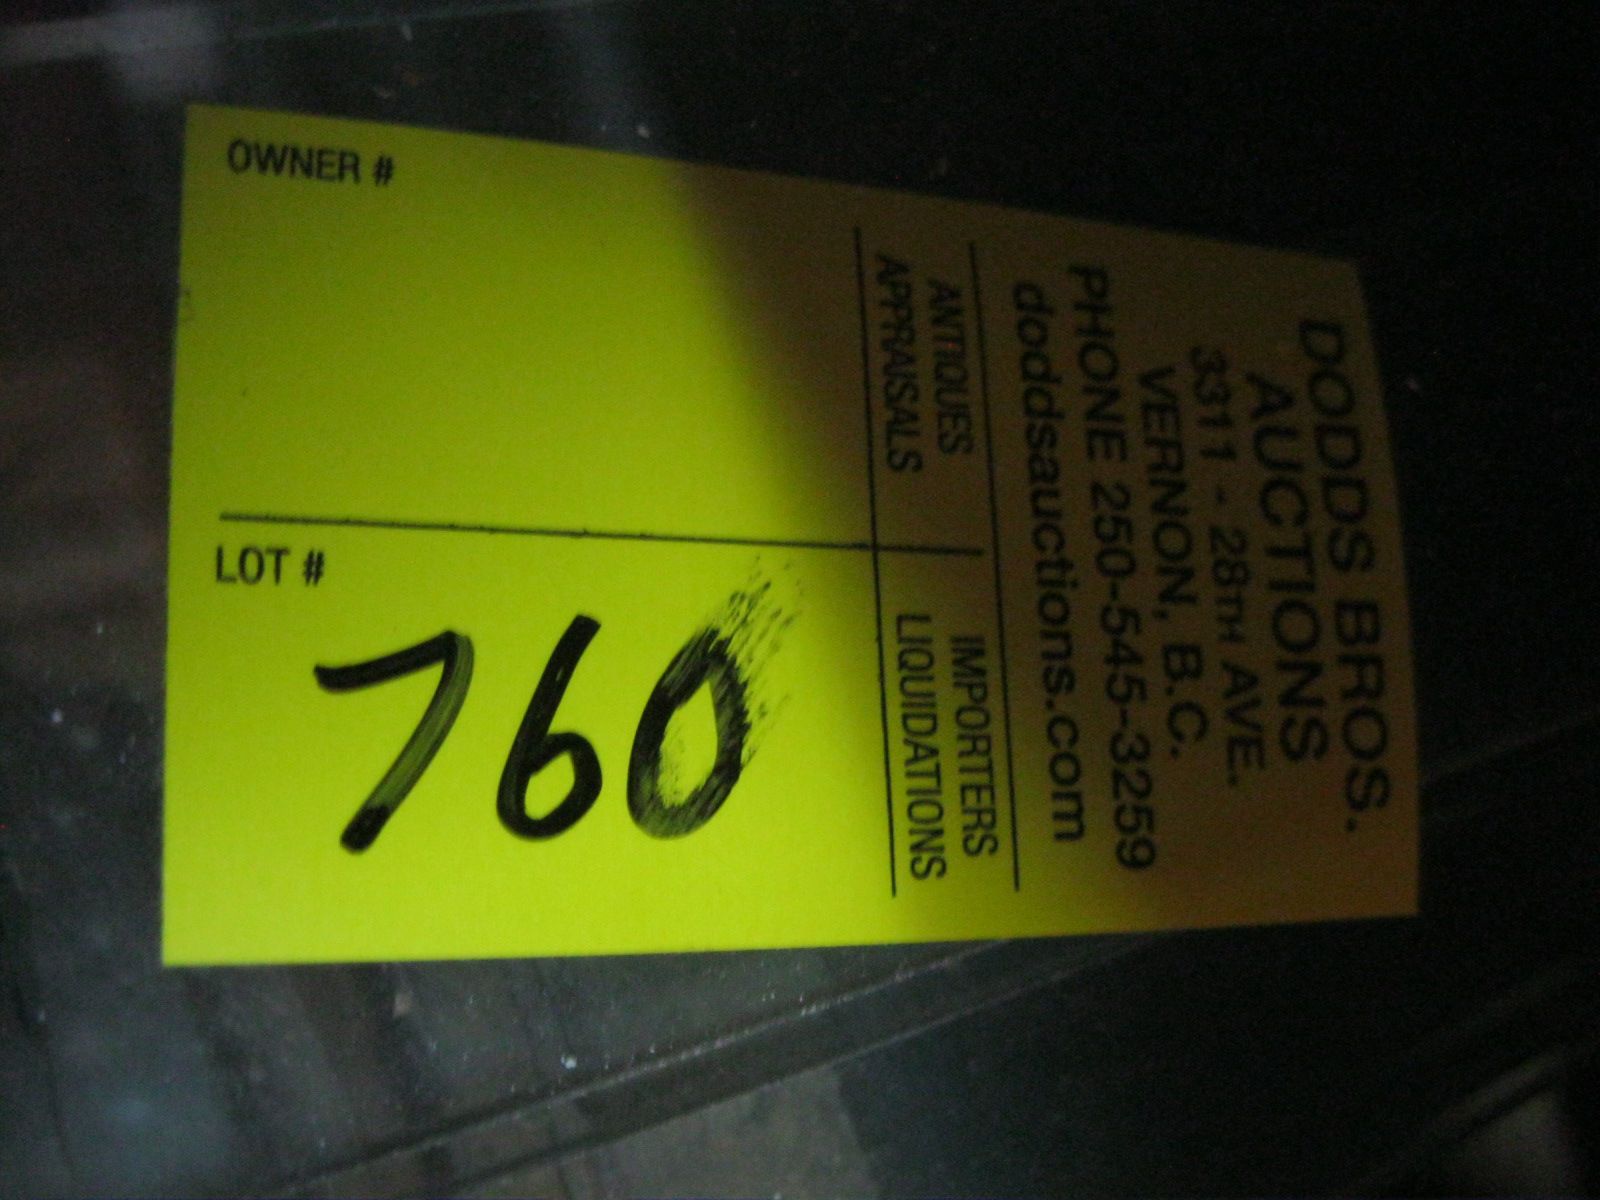 DODDS BROS.
AUCTIONS
3311 - 28TH AVE.
VERNON, B.C.
PHONE 250-545-3259
doddsauctions.com
ANTIQUES
APPRAISALS
IMPORTERS
LIQUIDATIONS
OWNER #
LOT #
760